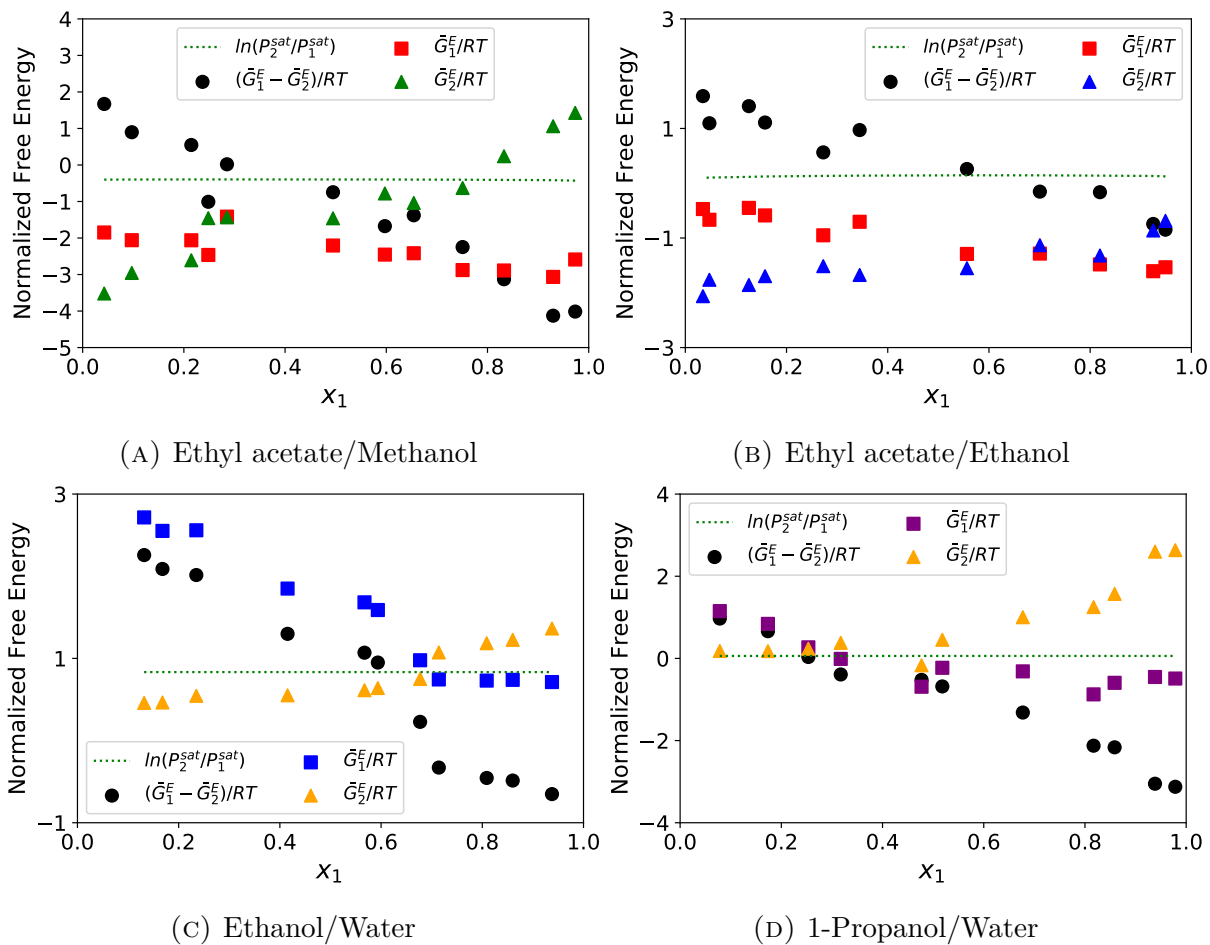 Normalized Free Energy
4
3
2
1
0
−1
−2
−3
−4
−5
ln(P₂ˢᵃᵗ/P₁ˢᵃᵗ)
(Ḡ₁ᴱ − Ḡ₂ᴱ)/RT
Ḡ₁ᴱ/RT
Ḡ₂ᴱ/RT
0.0 0.2 0.4 0.6 0.8 1.0
x₁
(A) Ethyl acetate/Methanol
Normalized Free Energy
3
1
−1
−3
ln(P₂ˢᵃᵗ/P₁ˢᵃᵗ)
(Ḡ₁ᴱ − Ḡ₂ᴱ)/RT
Ḡ₁ᴱ/RT
Ḡ₂ᴱ/RT
0.0 0.2 0.4 0.6 0.8 1.0
x₁
(B) Ethyl acetate/Ethanol
Normalized Free Energy
3
1
−1
ln(P₂ˢᵃᵗ/P₁ˢᵃᵗ)
(Ḡ₁ᴱ − Ḡ₂ᴱ)/RT
Ḡ₁ᴱ/RT
Ḡ₂ᴱ/RT
0.0 0.2 0.4 0.6 0.8 1.0
x₁
(C) Ethanol/Water
Normalized Free Energy
4
2
0
−2
−4
ln(P₂ˢᵃᵗ/P₁ˢᵃᵗ)
(Ḡ₁ᴱ − Ḡ₂ᴱ)/RT
Ḡ₁ᴱ/RT
Ḡ₂ᴱ/RT
0.0 0.2 0.4 0.6 0.8 1.0
x₁
(D) 1-Propanol/Water